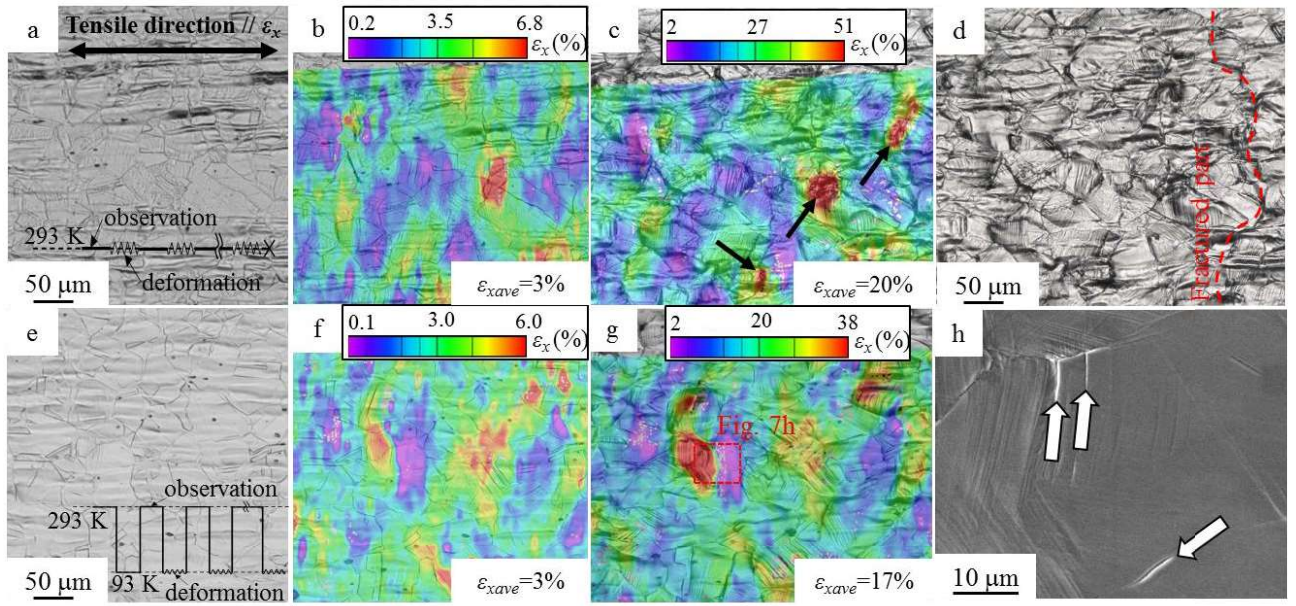 a
Tensile direction // εx
observation
293 K
deformation
50 μm
b
0.2 3.5 6.8
εx(%)
εxave=3%
c
2 27 51
εx(%)
εxave=20%
d
Fractured part
50 μm
e
observation
293 K
93 K
deformation
50 μm
f
0.1 3.0 6.0
εx(%)
εxave=3%
g
2 20 38
εx(%)
Fig. 7h
εxave=17%
h
10 μm